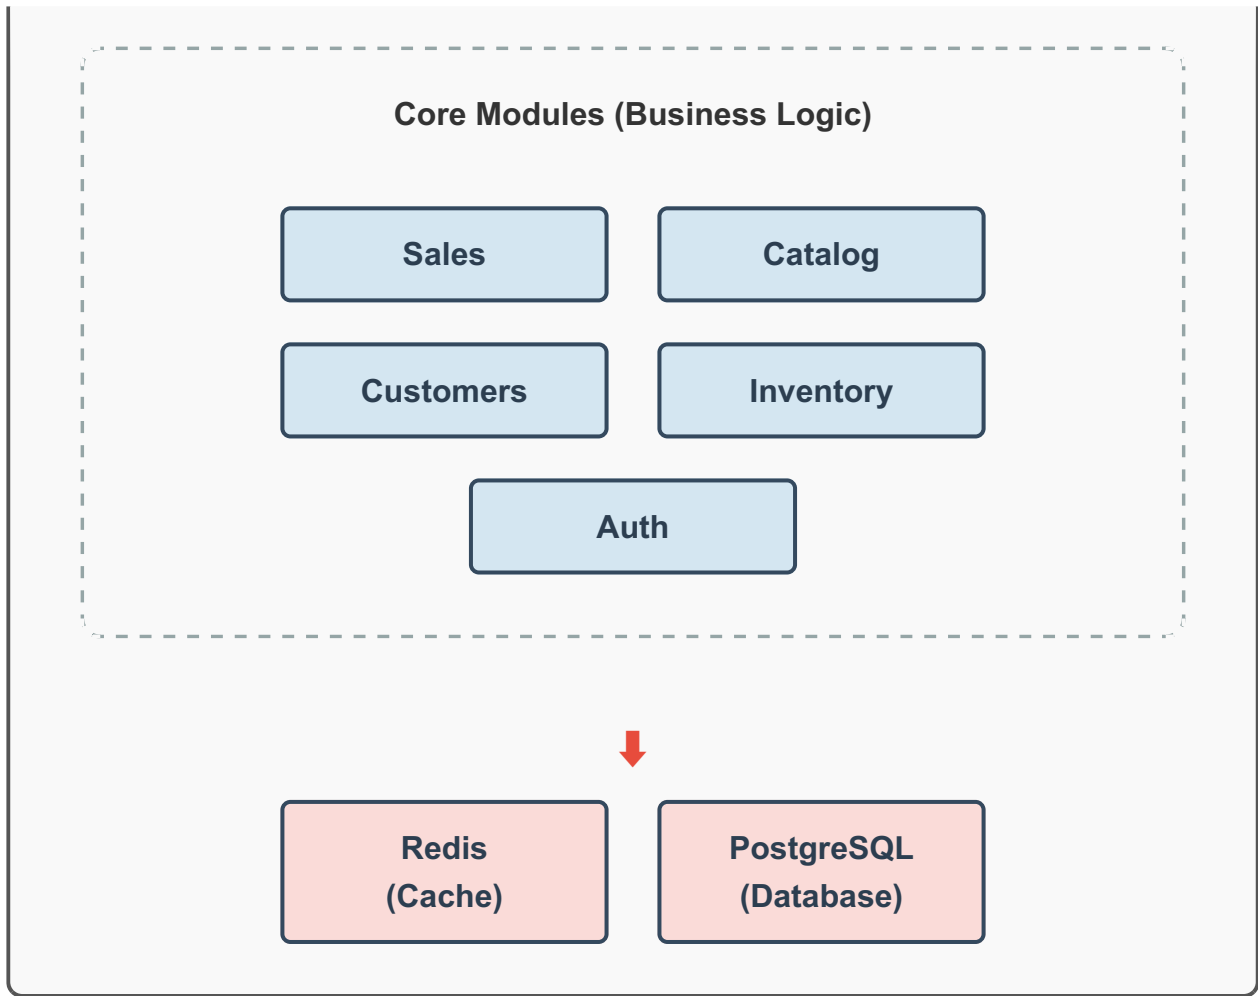 Core Modules (Business Logic)
Sales
Catalog
Customers
Inventory
Auth
Redis
(Cache)
PostgreSQL
(Database)